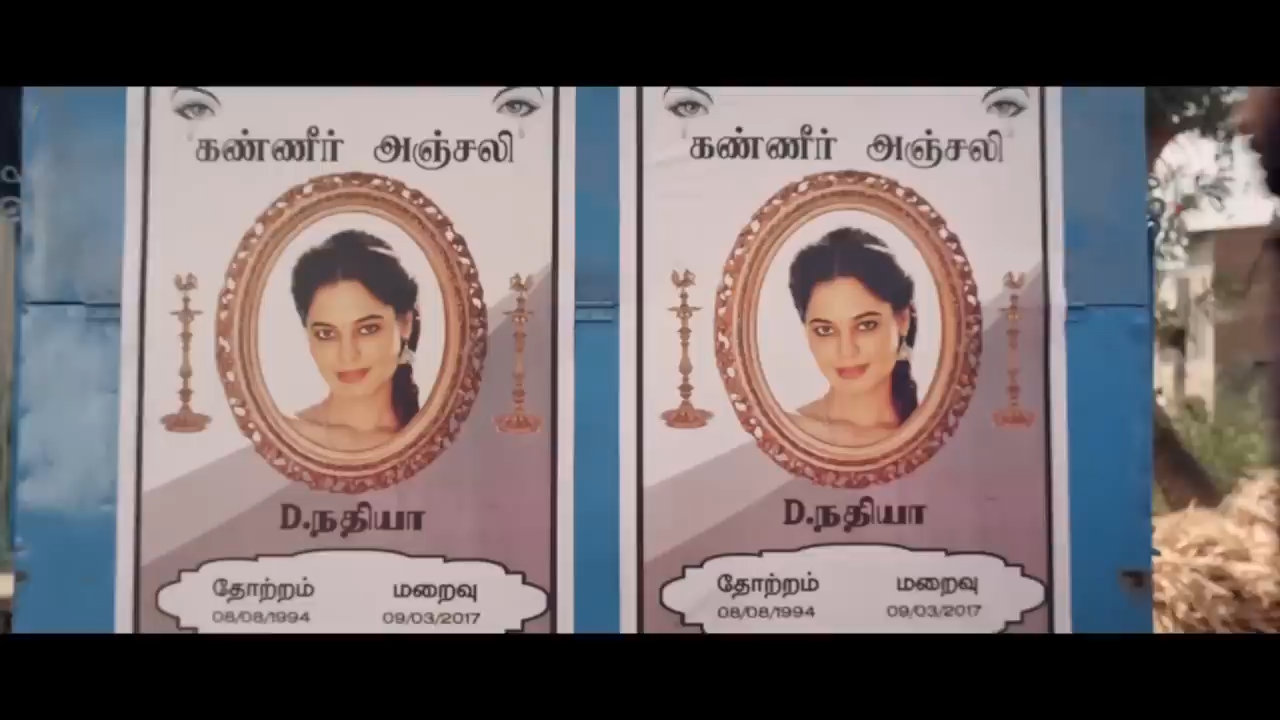 கண்ணீர் அஞ்சலி
D.நதியா
தோற்றம் மறைவு
08/08/1994 09/03/2017
கண்ணீர் அஞ்சலி
D.நதியா
தோற்றம் மறைவு
08/08/1994 09/03/2017